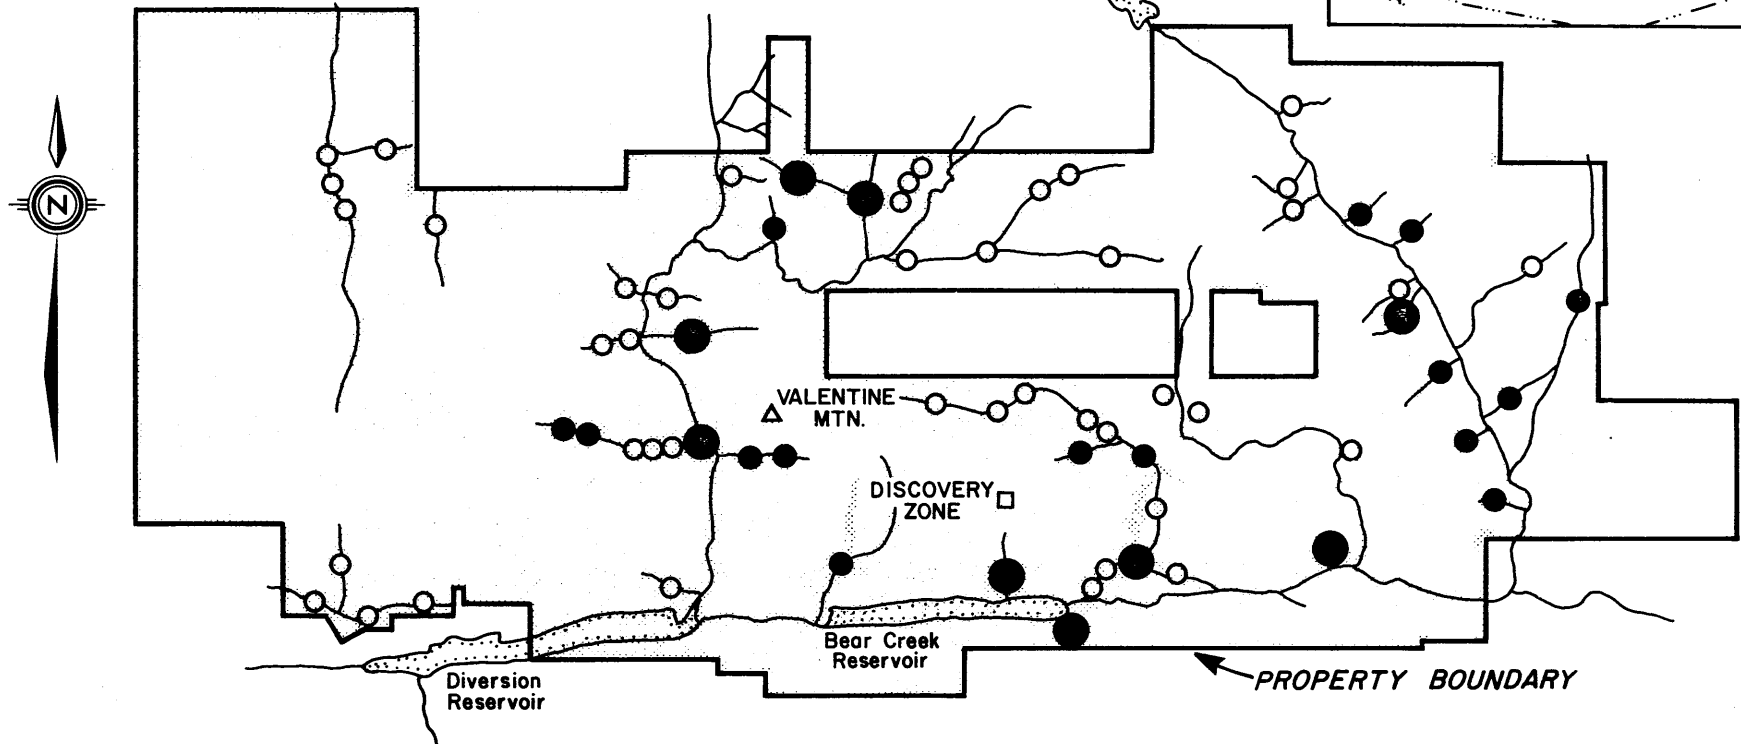 N
VALENTINE
MTN.
DISCOVERY
ZONE
Bear Creek
Reservoir
Diversion
Reservoir
PROPERTY BOUNDARY